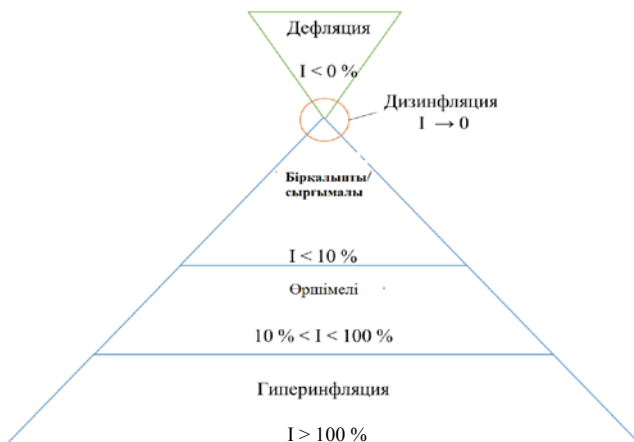 Дефляция
I < 0 %
Дизинфляция
I → 0
Бірқалыпты/
сырғымалы
I < 10 %
Өршімелі
10 % < I < 100 %
Гиперинфляция
I > 100 %